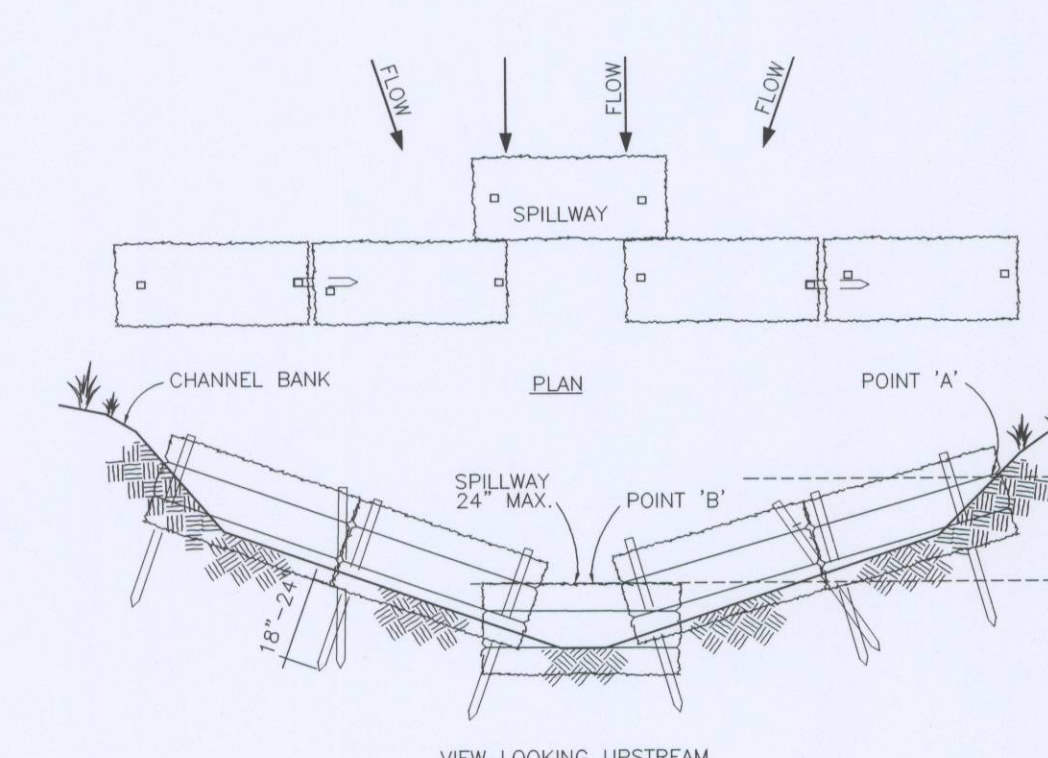 FLOW
FLOW
FLOW
SPILLWAY
CHANNEL BANK
PLAN
POINT 'A'
SPILLWAY
24" MAX.
POINT 'B'
18"-24"
VIEW LOOKING UPSTREAM